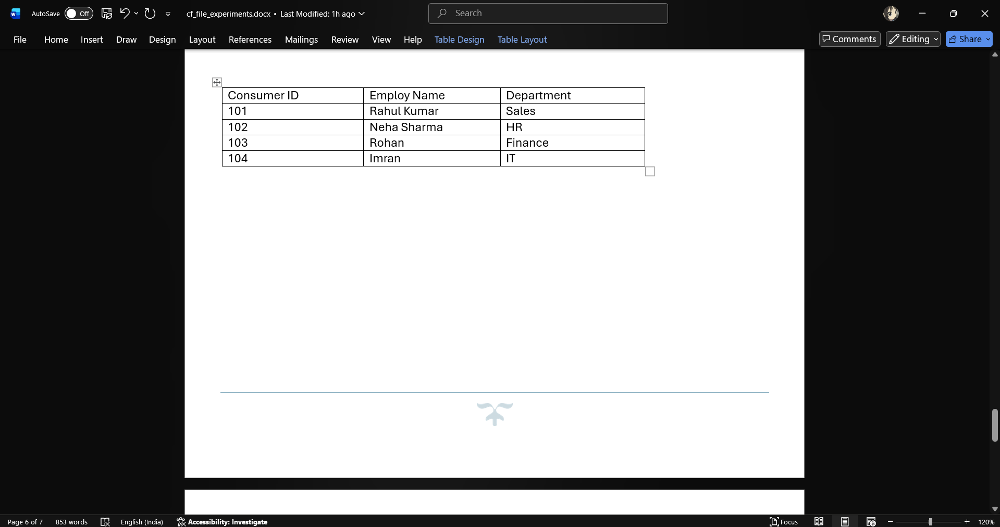 AutoSave Off cf_file_experiments.docx • Last Modified: 1h ago Search
File Home Insert Draw Design Layout References Mailings Review View Help Table Design Table Layout Comments Editing Share
Consumer ID Employ Name Department
101 Rahul Kumar Sales
102 Neha Sharma HR
103 Rohan Finance
104 Imran IT
Page 6 of 7 853 words English (India) Accessibility: Investigate Focus 120%